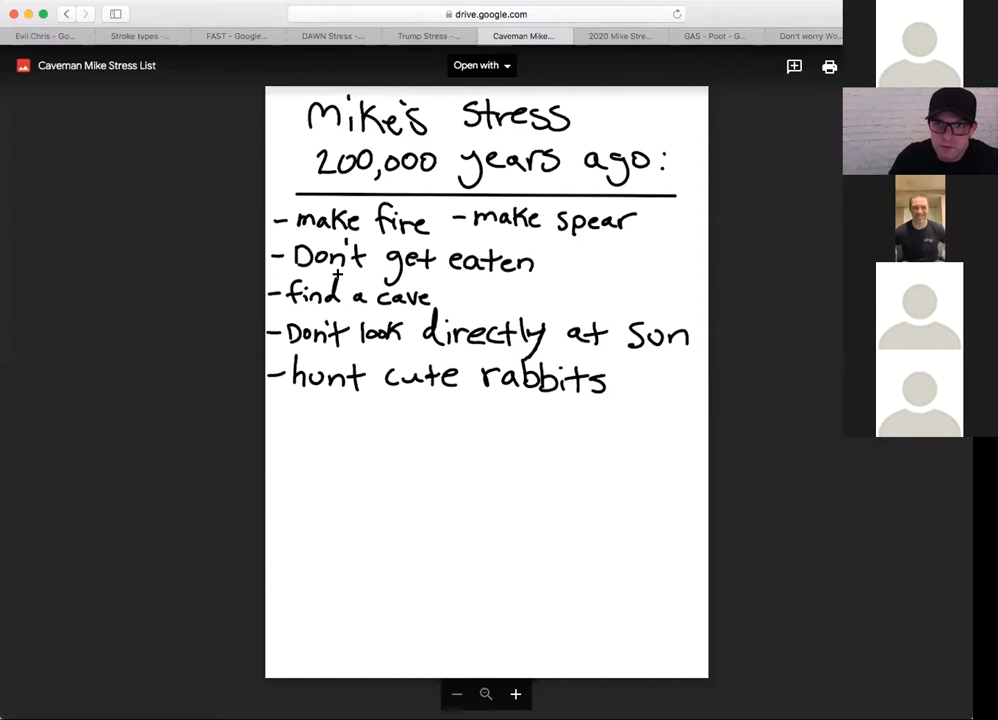 drive.google.com
Evil Chris - Go...
Stroke types -...
FAST - Google...
DAWN Stress -...
Trump Stress -...
Caveman Mike...
2020 Mike Stre...
GAS - Poot - G...
Don't worry Wo
Caveman Mike Stress List
Open with
Mike's Stress
200,000 years ago:
- make fire - make spear
- Don't get eaten
- find a cave
- Don't look directly at Sun
- hunt cute rabbits